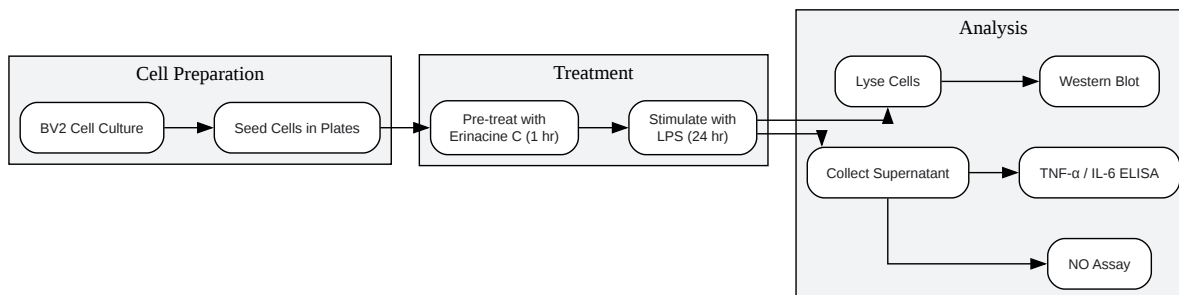 Cell Preparation
BV2 Cell Culture
Seed Cells in Plates
Treatment
Pre-treat with
Erinacine C (1 hr)
Stimulate with
LPS (24 hr)
Analysis
Lyse Cells
Western Blot
Collect Supernatant
TNF-α / IL-6 ELISA
NO Assay